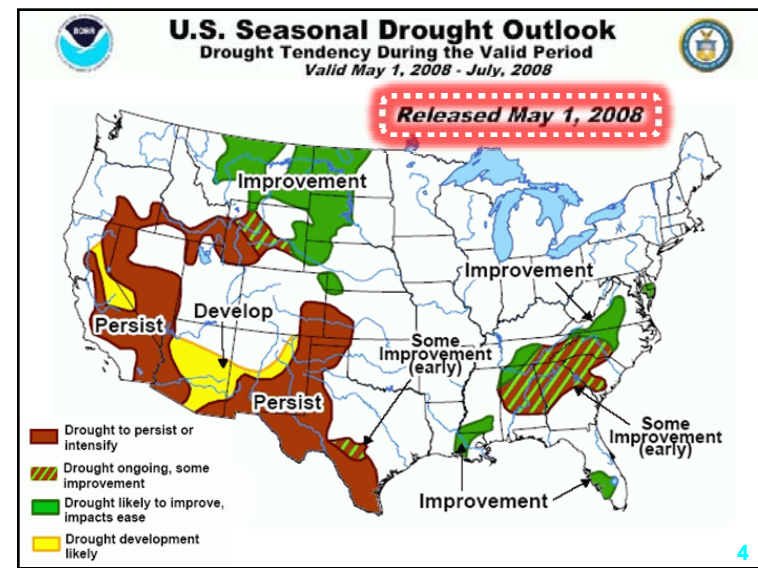 NOAA
U.S. Seasonal Drought Outlook
Drought Tendency During the Valid Period
Valid May 1, 2008 - July, 2008
Released May 1, 2008
Improvement
Improvement
Develop
Persist
Some
Improvement
(early)
Persist
Some
Improvement
(early)
Improvement
Drought to persist or
intensify
Drought ongoing, some
improvement
Drought likely to improve,
impacts ease
Drought development
likely
4